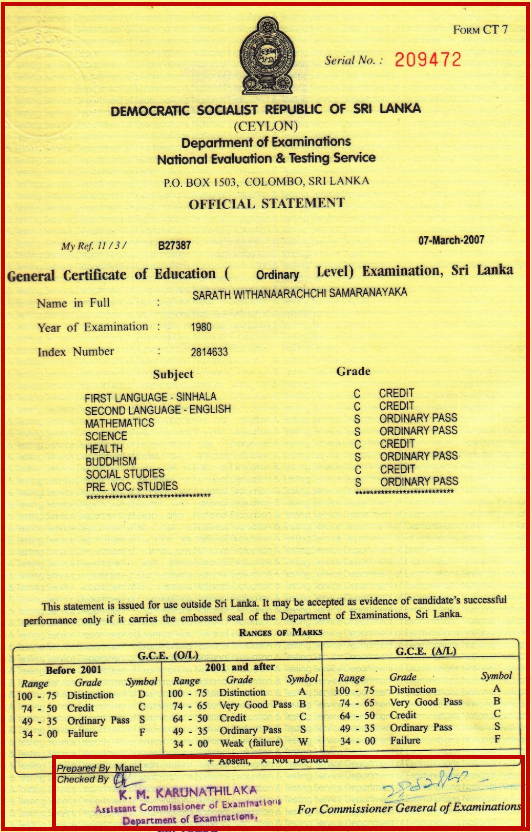 FORM CT 7
Serial No. : 209472
DEMOCRATIC SOCIALIST REPUBLIC OF SRI LANKA
(CEYLON)
Department of Examinations
National Evaluation & Testing Service
P.O. BOX 1503, COLOMBO, SRI LANKA
OFFICIAL STATEMENT
My Ref. 11 / 3 / B27387 07-March-2007
General Certificate of Education ( Ordinary Level) Examination, Sri Lanka
Name in Full : SARATH WITHANAARACHCHI SAMARANAYAKA
Year of Examination : 1980
Index Number : 2814633
Subject Grade
FIRST LANGUAGE - SINHALA C CREDIT
SECOND LANGUAGE - ENGLISH C CREDIT
MATHEMATICS S ORDINARY PASS
SCIENCE S ORDINARY PASS
HEALTH C CREDIT
BUDDHISM S ORDINARY PASS
SOCIAL STUDIES C CREDIT
PRE. VOC. STUDIES S ORDINARY PASS
This statement is issued for use outside Sri Lanka. It may be accepted as evidence of candidate's successful
performance only if it carries the embossed seal of the Department of Examinations, Sri Lanka.
RANGES OF MARKS
G.C.E. (O/L) G.C.E. (A/L)
Before 2001 2001 and after
Range Grade Symbol Range Grade Symbol Range Grade Symbol
100 - 75 Distinction D 100 - 75 Distinction A 100 - 75 Distinction A
74 - 50 Credit C 74 - 65 Very Good Pass B 74 - 65 Very Good Pass B
49 - 35 Ordinary Pass S 64 - 50 Credit C 64 - 50 Credit C
34 - 00 Failure F 49 - 35 Ordinary Pass S 49 - 35 Ordinary Pass S
34 - 00 Weak (failure) W 34 - 00 Failure F
+ Absent, × Not Decided
Prepared By Manel
Checked By
K. M. KARUNATHILAKA
Assistant Commissioner of Examinations
Department of Examinations,
For Commissioner General of Examinations